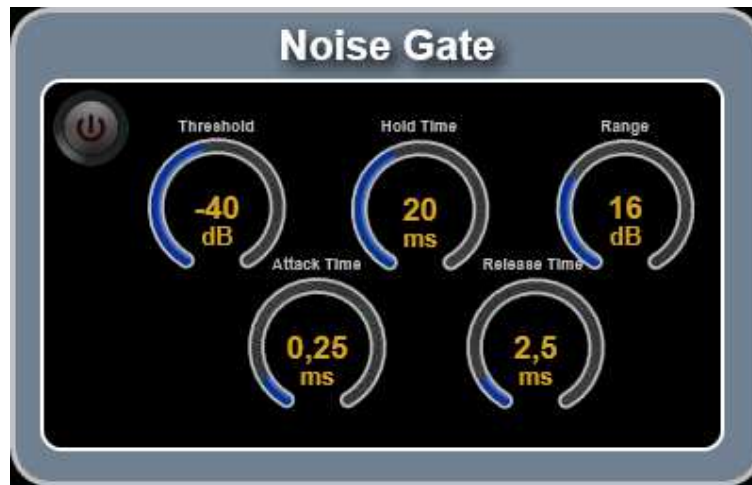 Noise Gate
Threshold
-40
dB
Hold Time
20
ms
Range
16
dB
Attack Time
0,25
ms
Release Time
2,5
ms